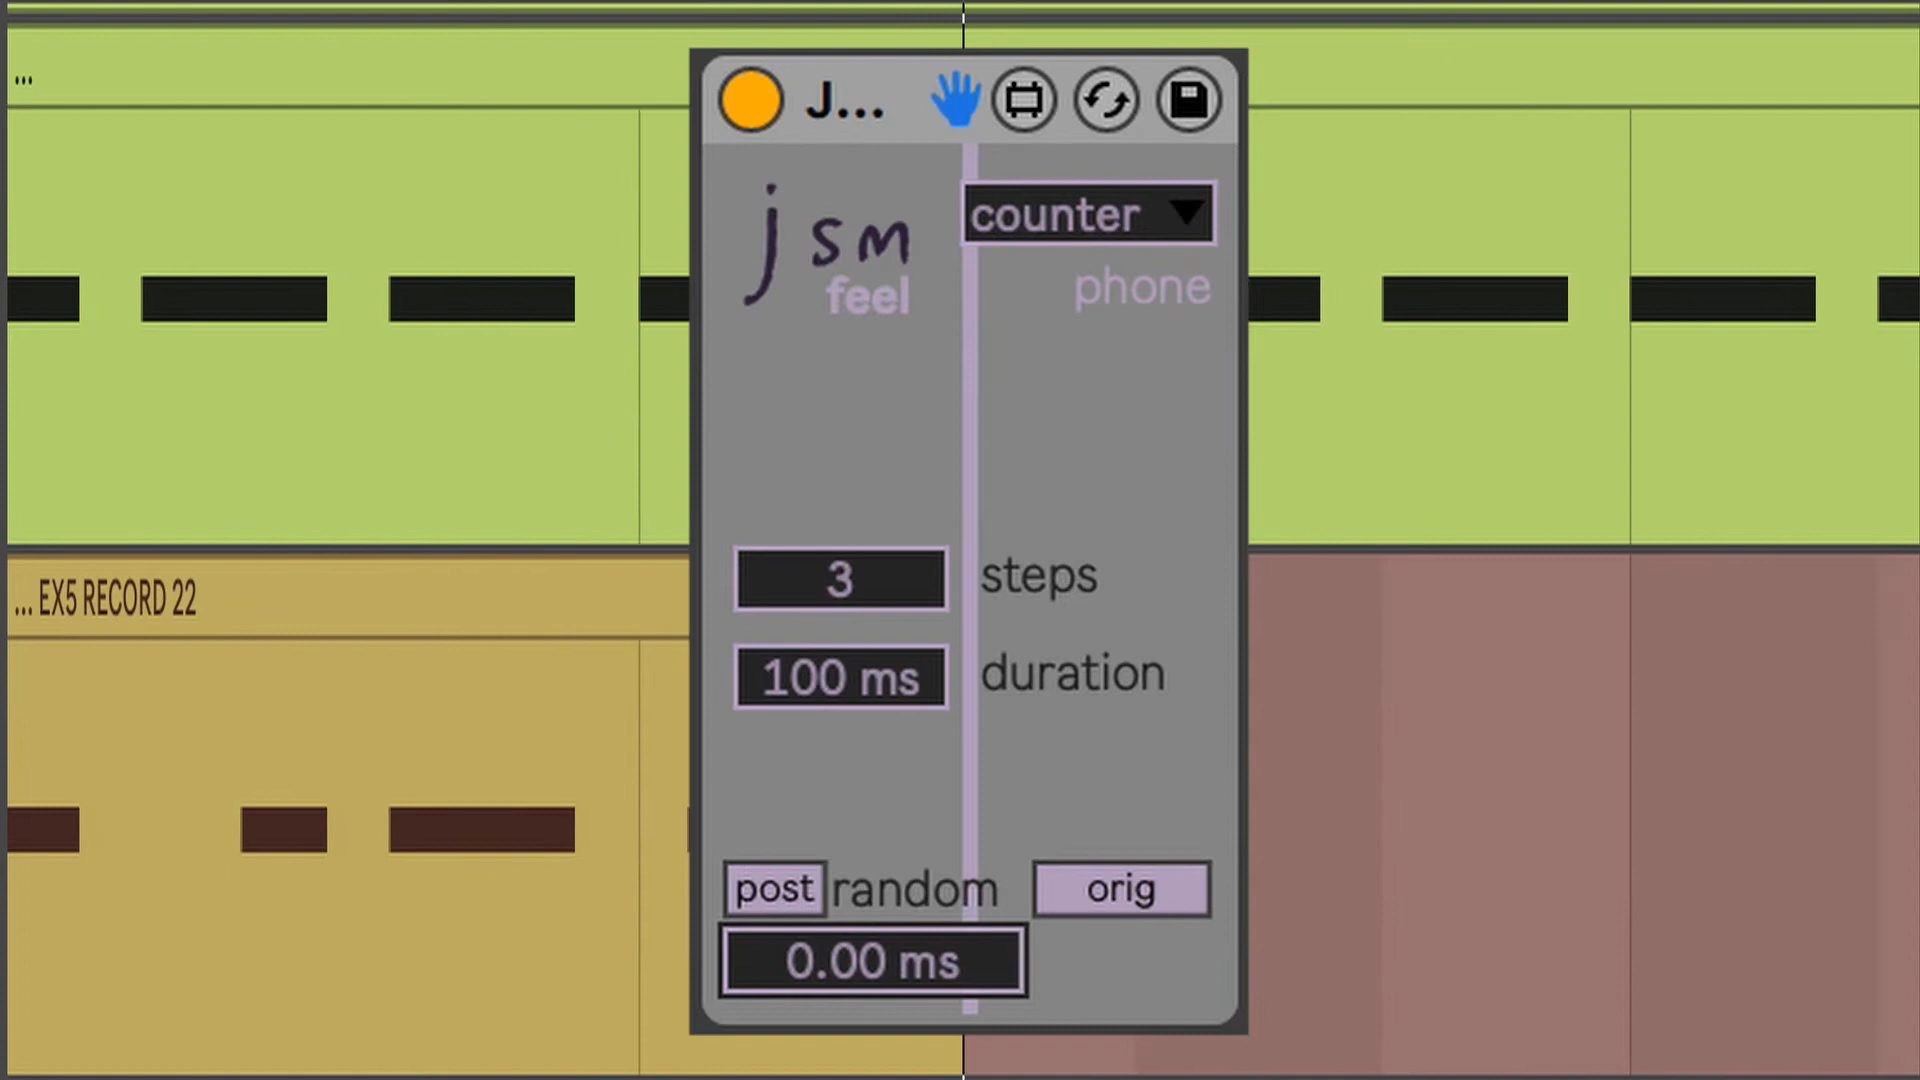 ...
J...
jsm
feel
counter
phone
... EX5 RECORD 22
3 steps
100 ms duration
post random orig
0.00 ms